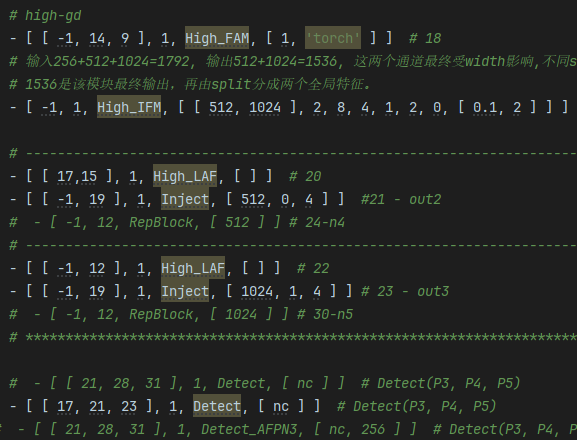 # high-gd
- [ [ -1, 14, 9 ], 1, High_FAM, [ 1, 'torch' ] ]  # 18
# 输入256+512+1024=1792, 输出512+1024=1536, 这两个通道最终受width影响,不同s
# 1536是该模块最终输出，再由split分成两个全局特征.
- [ -1, 1, High_IFM, [ [ 512, 1024 ], 2, 8, 4, 1, 2, 0, [ 0.1, 2 ] ] ]
# --------------------------------------------------------------------
- [ [ 17,15 ], 1, High_LAF, [ ] ]  # 20
- [ [ -1, 19 ], 1, Inject, [ 512, 0, 4 ] ]  #21 - out2
#  - [ -1, 12, RepBlock, [ 512 ] ] # 24-n4
# --------------------------------------------------------------------
- [ [ -1, 12 ], 1, High_LAF, [ ] ]  # 22
- [ [ -1, 19 ], 1, Inject, [ 1024, 1, 4 ] ] # 23 - out3
#  - [ -1, 12, RepBlock, [ 1024 ] ] # 30-n5
# ********************************************************************
#  - [ [ 21, 28, 31 ], 1, Detect, [ nc ] ]  # Detect(P3, P4, P5)
- [ [ 17, 21, 23 ], 1, Detect, [ nc ] ]  # Detect(P3, P4, P5)
#  - [ [ 21, 28, 31 ], 1, Detect_AFPN3, [ nc, 256 ] ]  # Detect(P3, P4, P